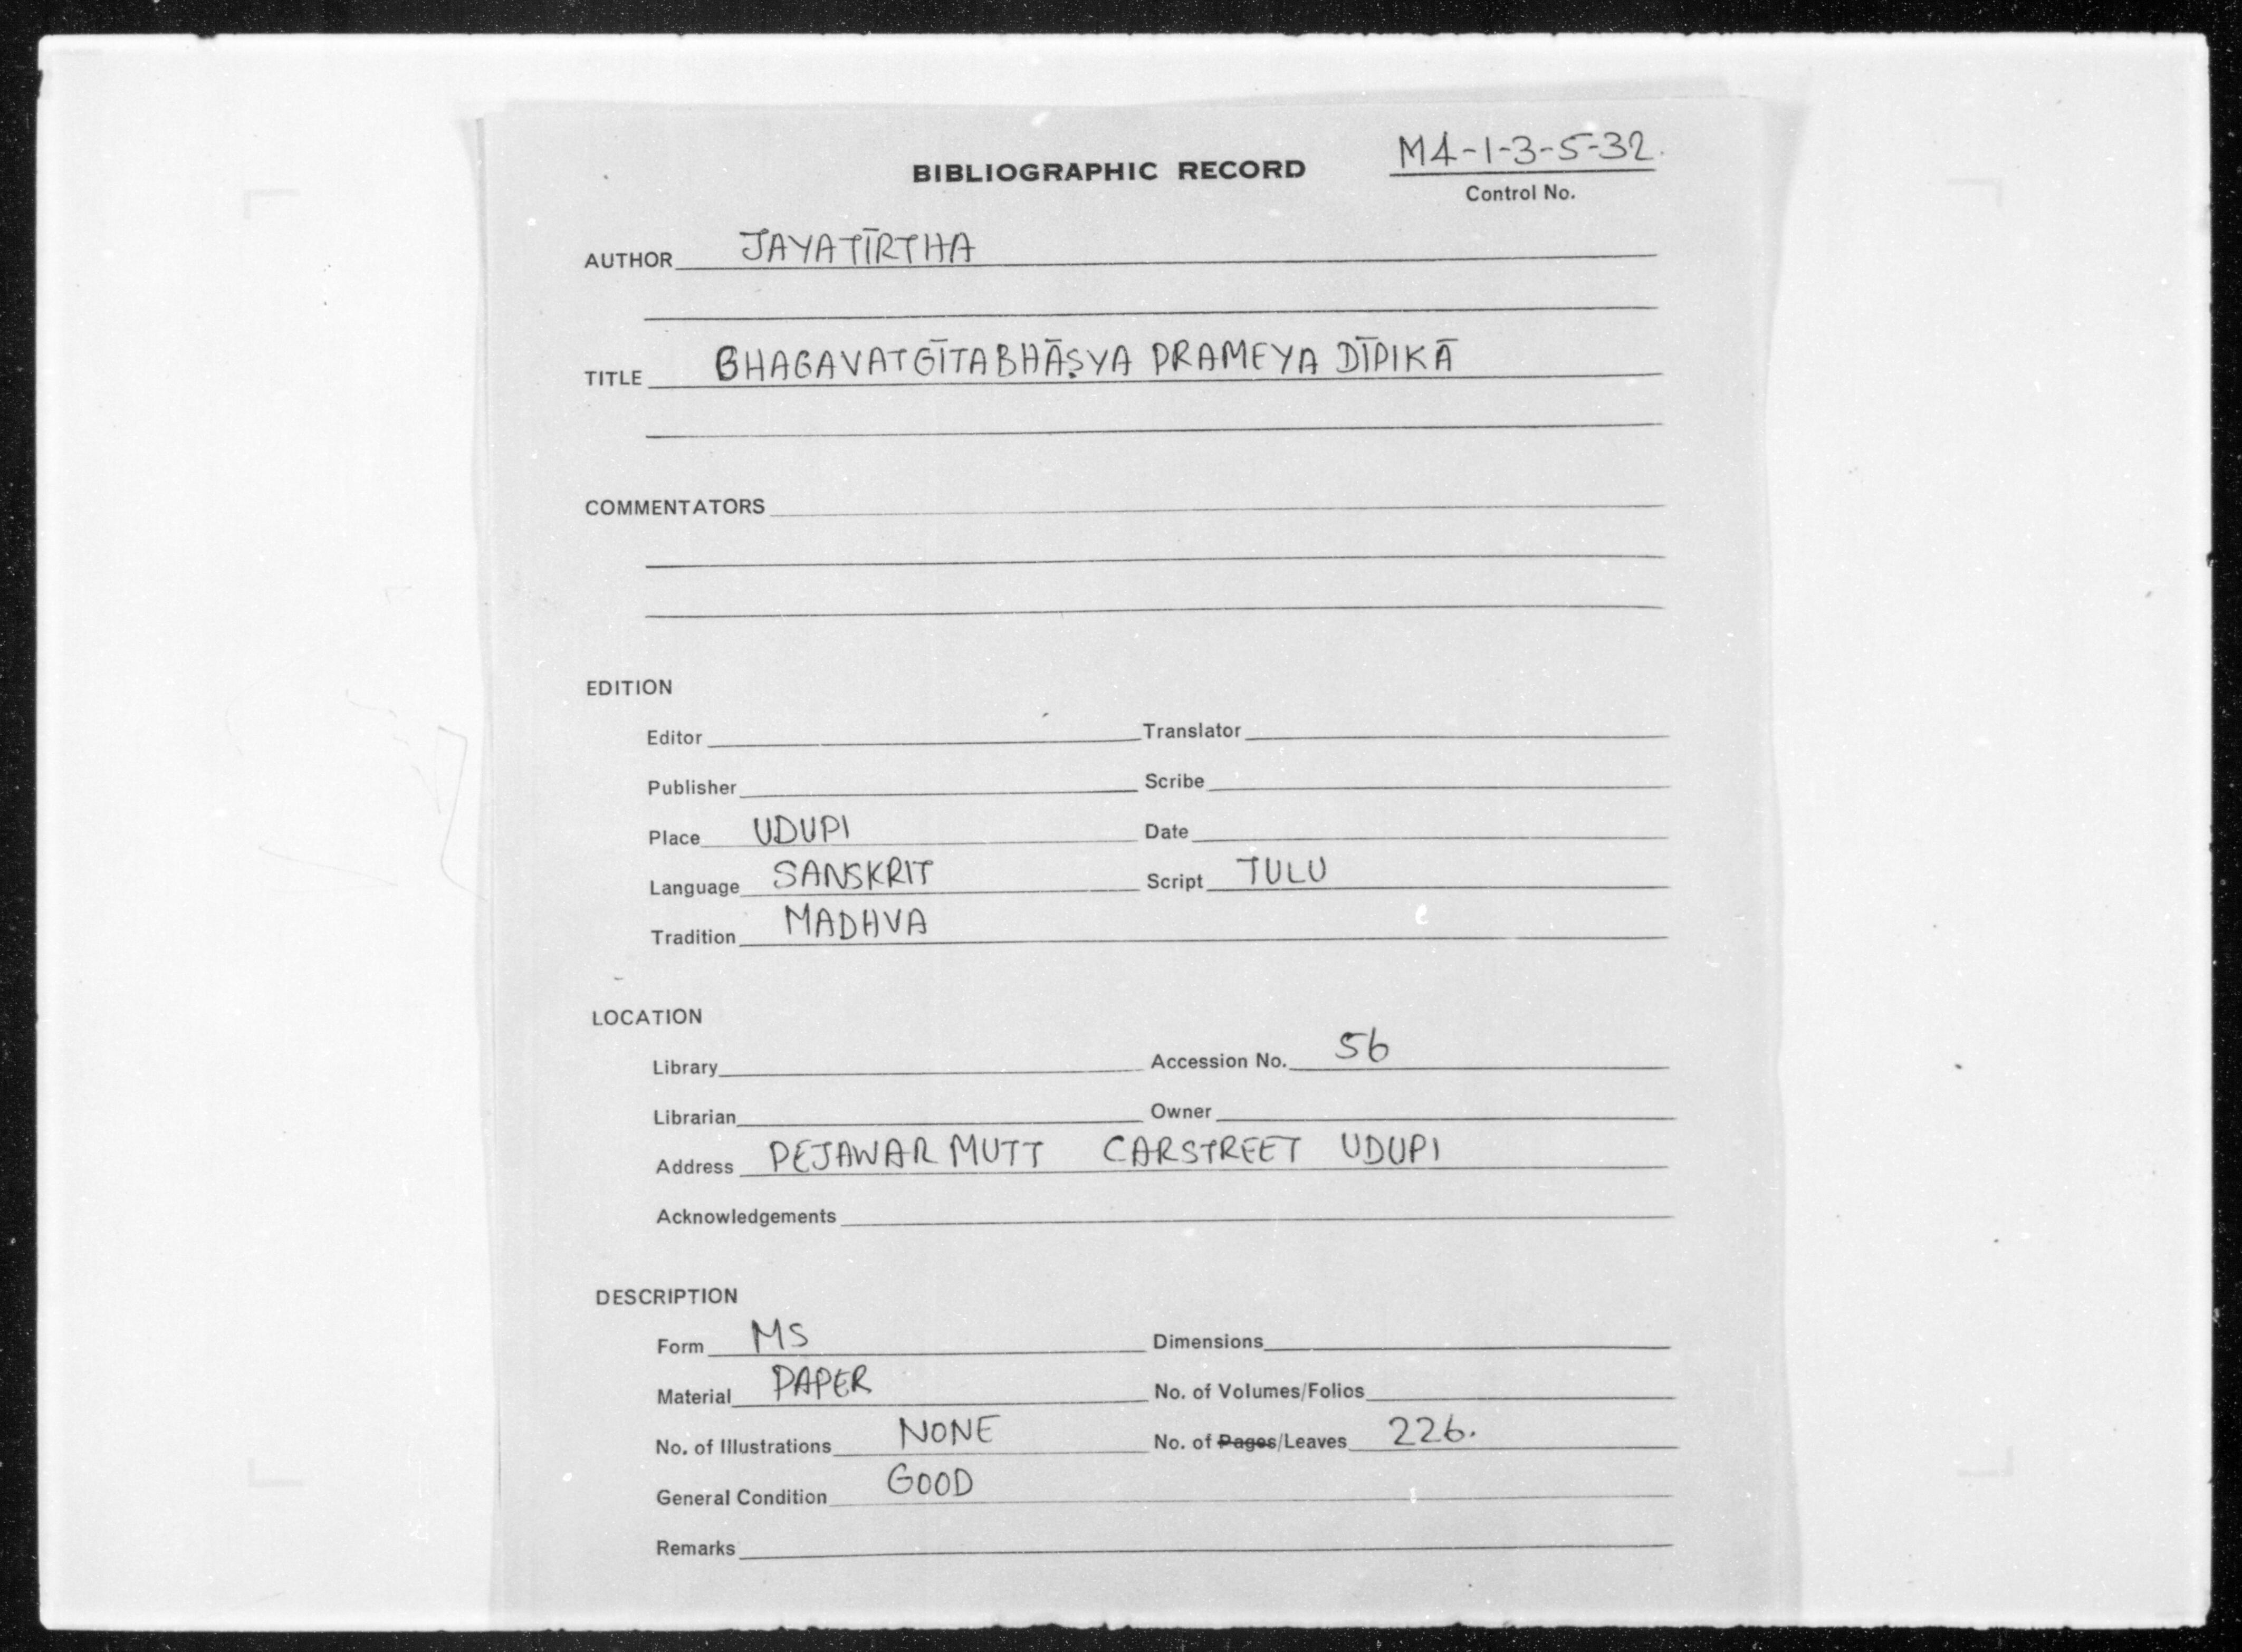 M4-1-3-5-32.
BIBLIOGRAPHIC RECORD
Control No.
AUTHOR JAYATĪRTHA
TITLE BHAGAVATGĪTABHĀṢYA PRAMEYA DĪPIKĀ
COMMENTATORS
EDITION
Editor Translator
Publisher Scribe
Place UDUPI Date
Language SANSKRIT Script TULU
Tradition MADHVA
LOCATION
Library Accession No. 56
Librarian Owner
Address PEJAWAR MUTT CARSTREET UDUPI
Acknowledgements
DESCRIPTION
Form MS Dimensions
Material PAPER No. of Volumes/Folios
No. of Illustrations NONE No. of Pages/Leaves 226.
General Condition GOOD
Remarks